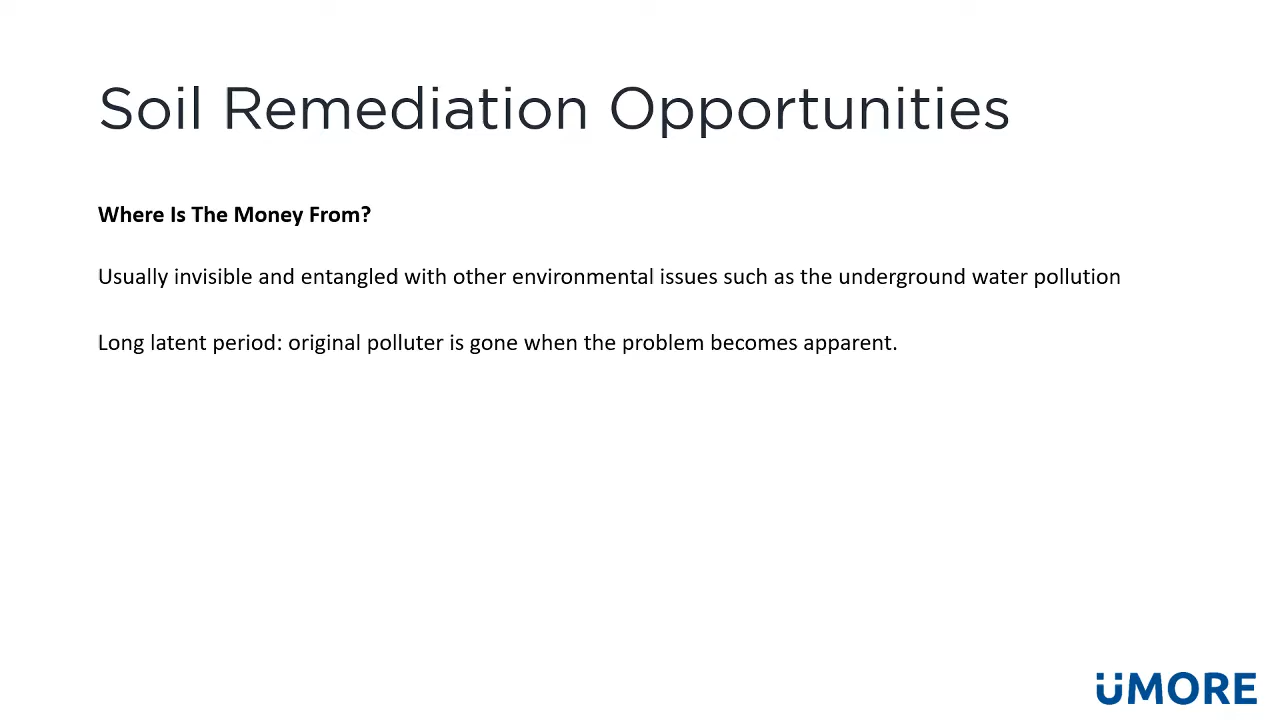 Soil Remediation Opportunities
Where Is The Money From?
Usually invisible and entangled with other environmental issues such as the underground water pollution
Long latent period: original polluter is gone when the problem becomes apparent.
ÜMORE